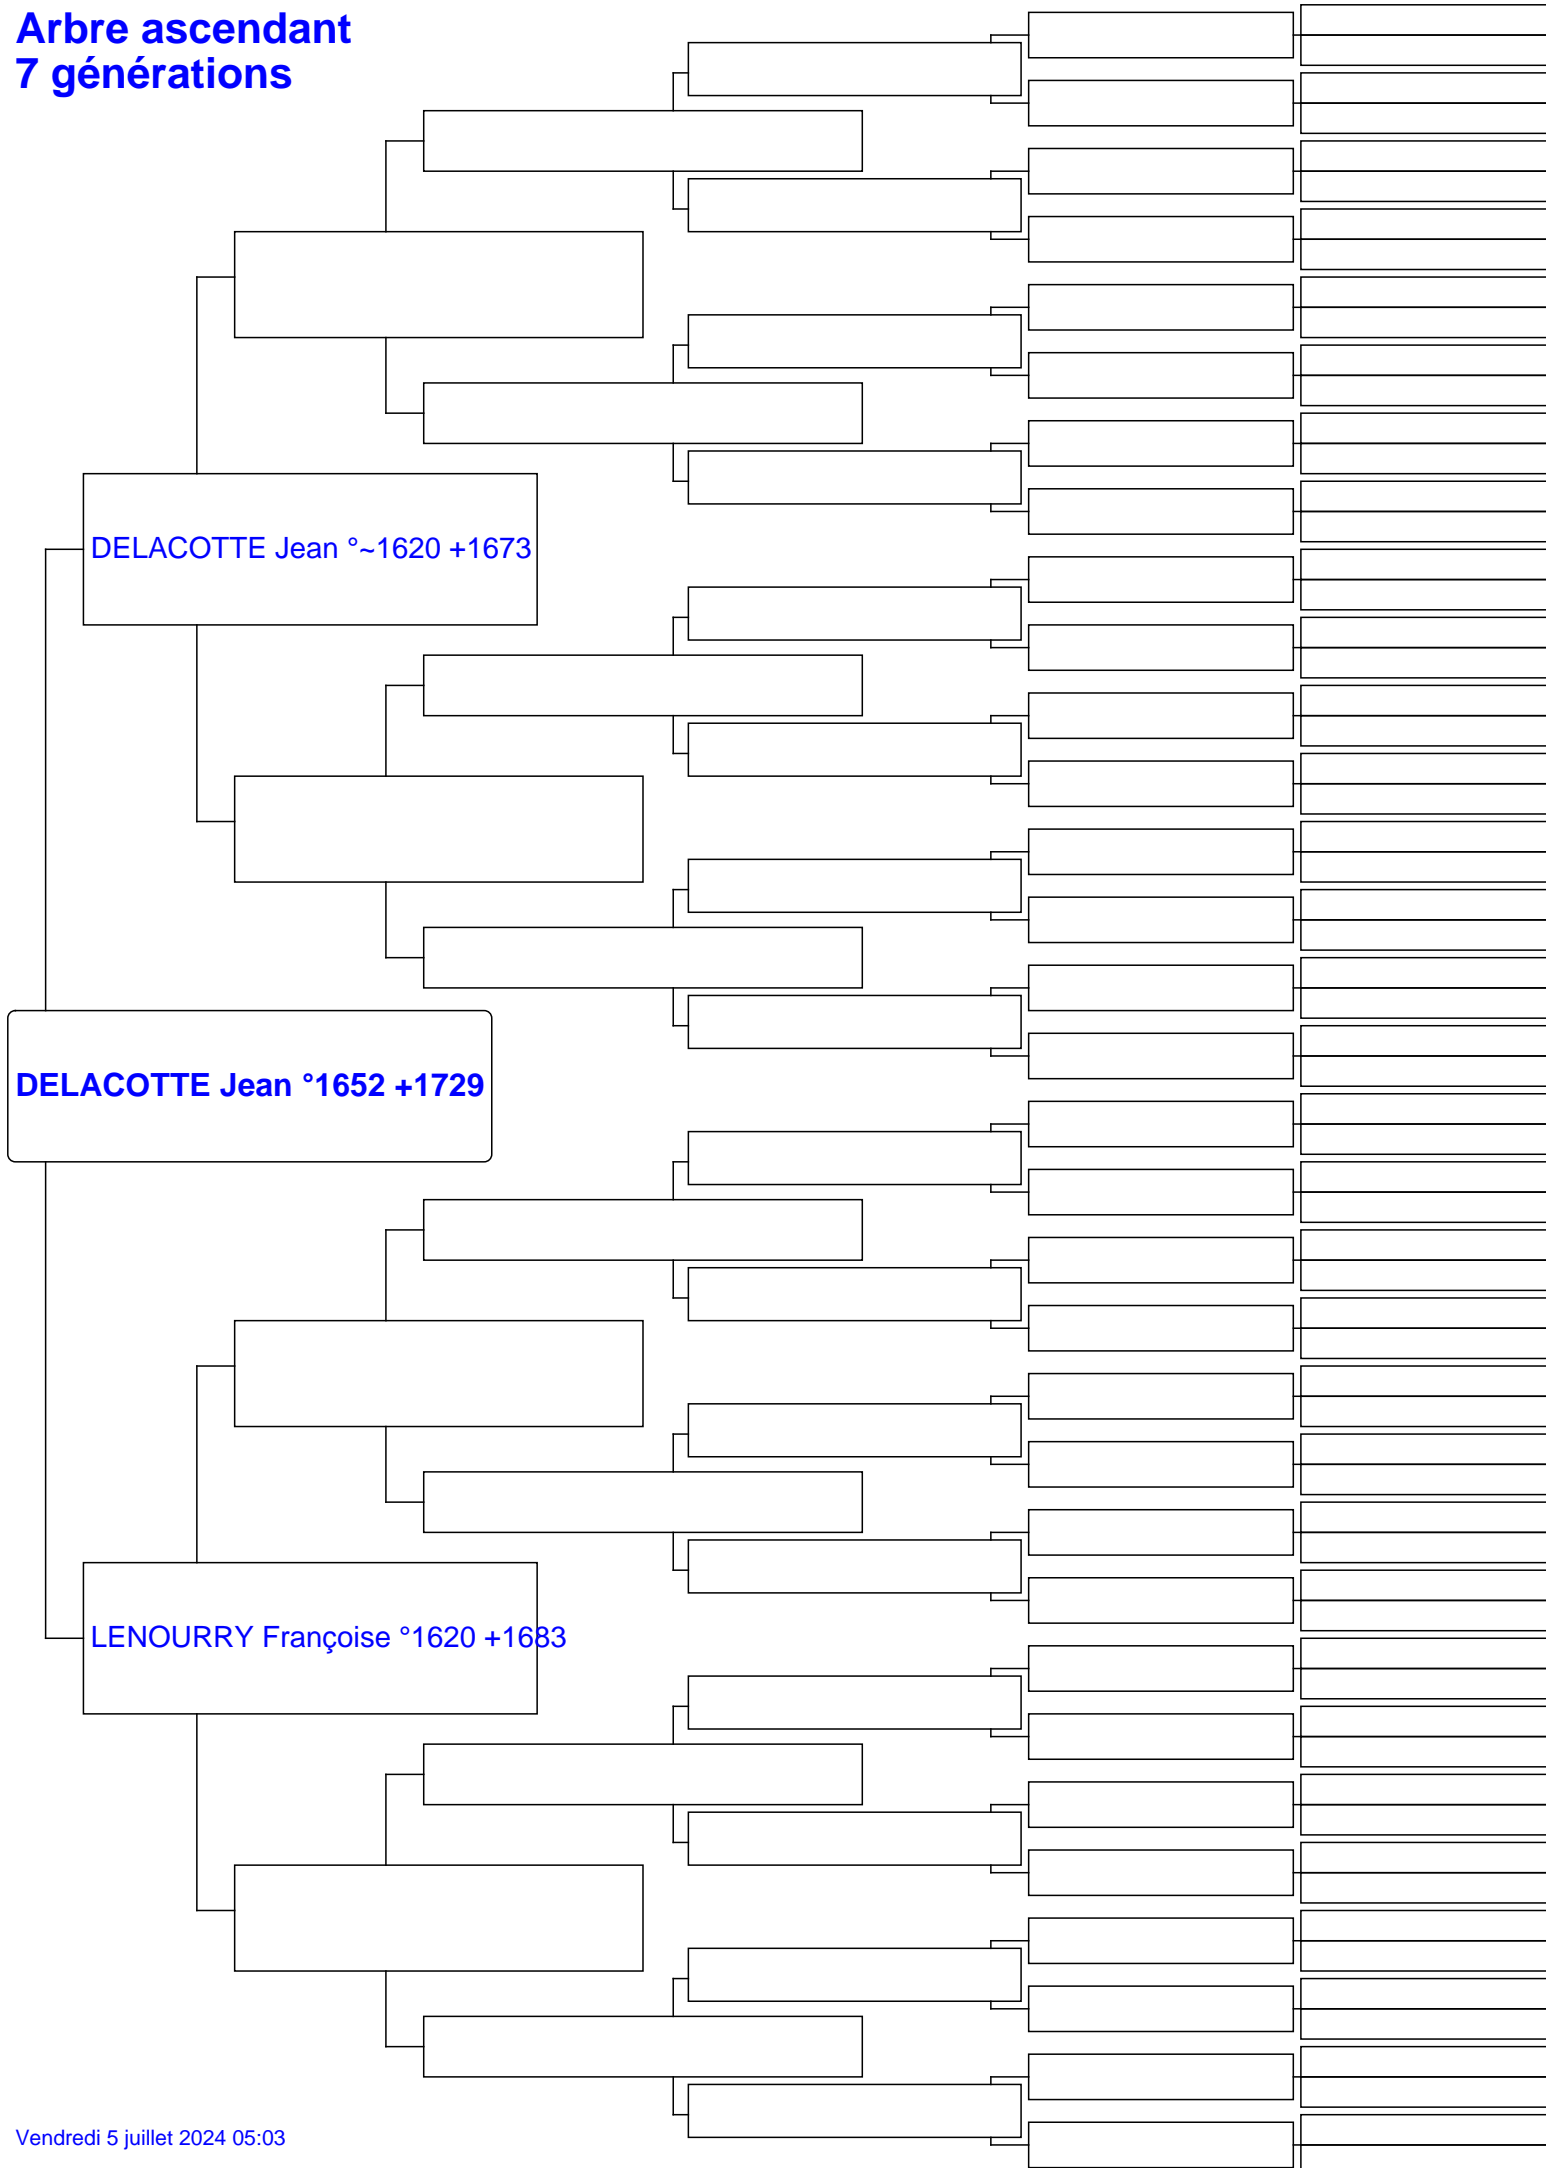 Arbre ascendant
7 générations
DELACOTTE Jean °~1620 +1673
DELACOTTE Jean °1652 +1729
LENOURRY Françoise °1620 +1683
Vendredi 5 juillet 2024 05:03